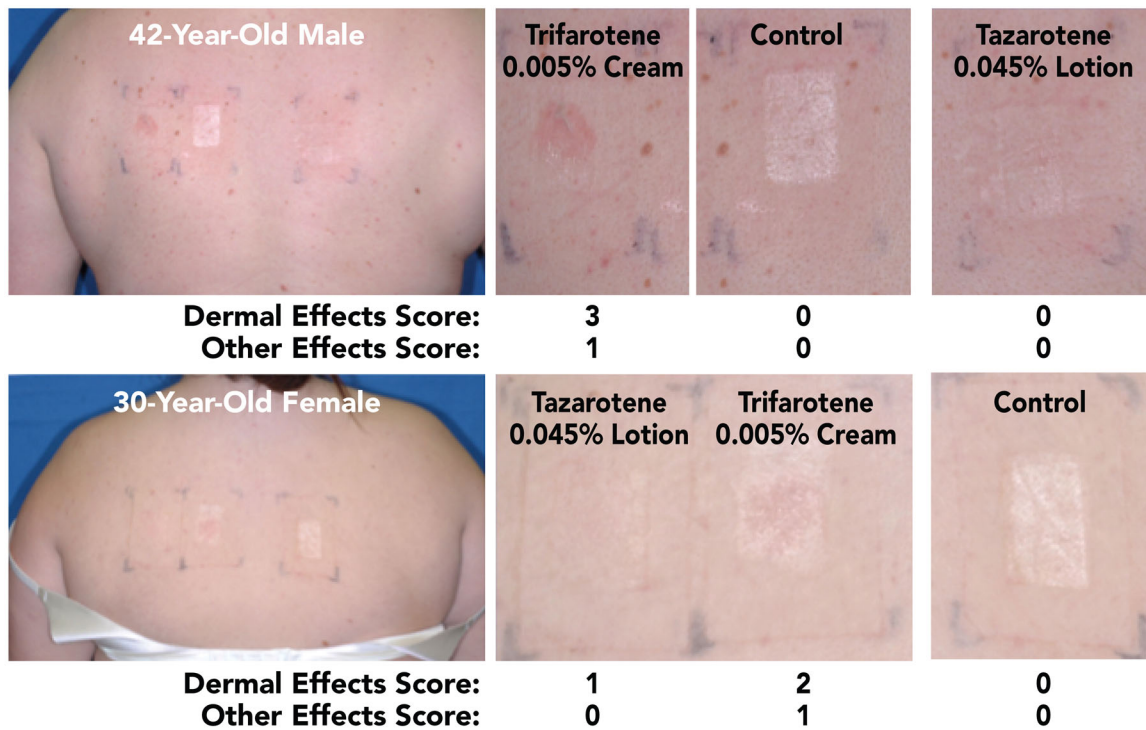 42-Year-Old Male
Trifarotene
0.005% Cream
Control
Tazarotene
0.045% Lotion
Dermal Effects Score: 3 0 0
Other Effects Score: 1 0 0
30-Year-Old Female
Tazarotene
0.045% Lotion
Trifarotene
0.005% Cream
Control
Dermal Effects Score: 1 2 0
Other Effects Score: 0 1 0